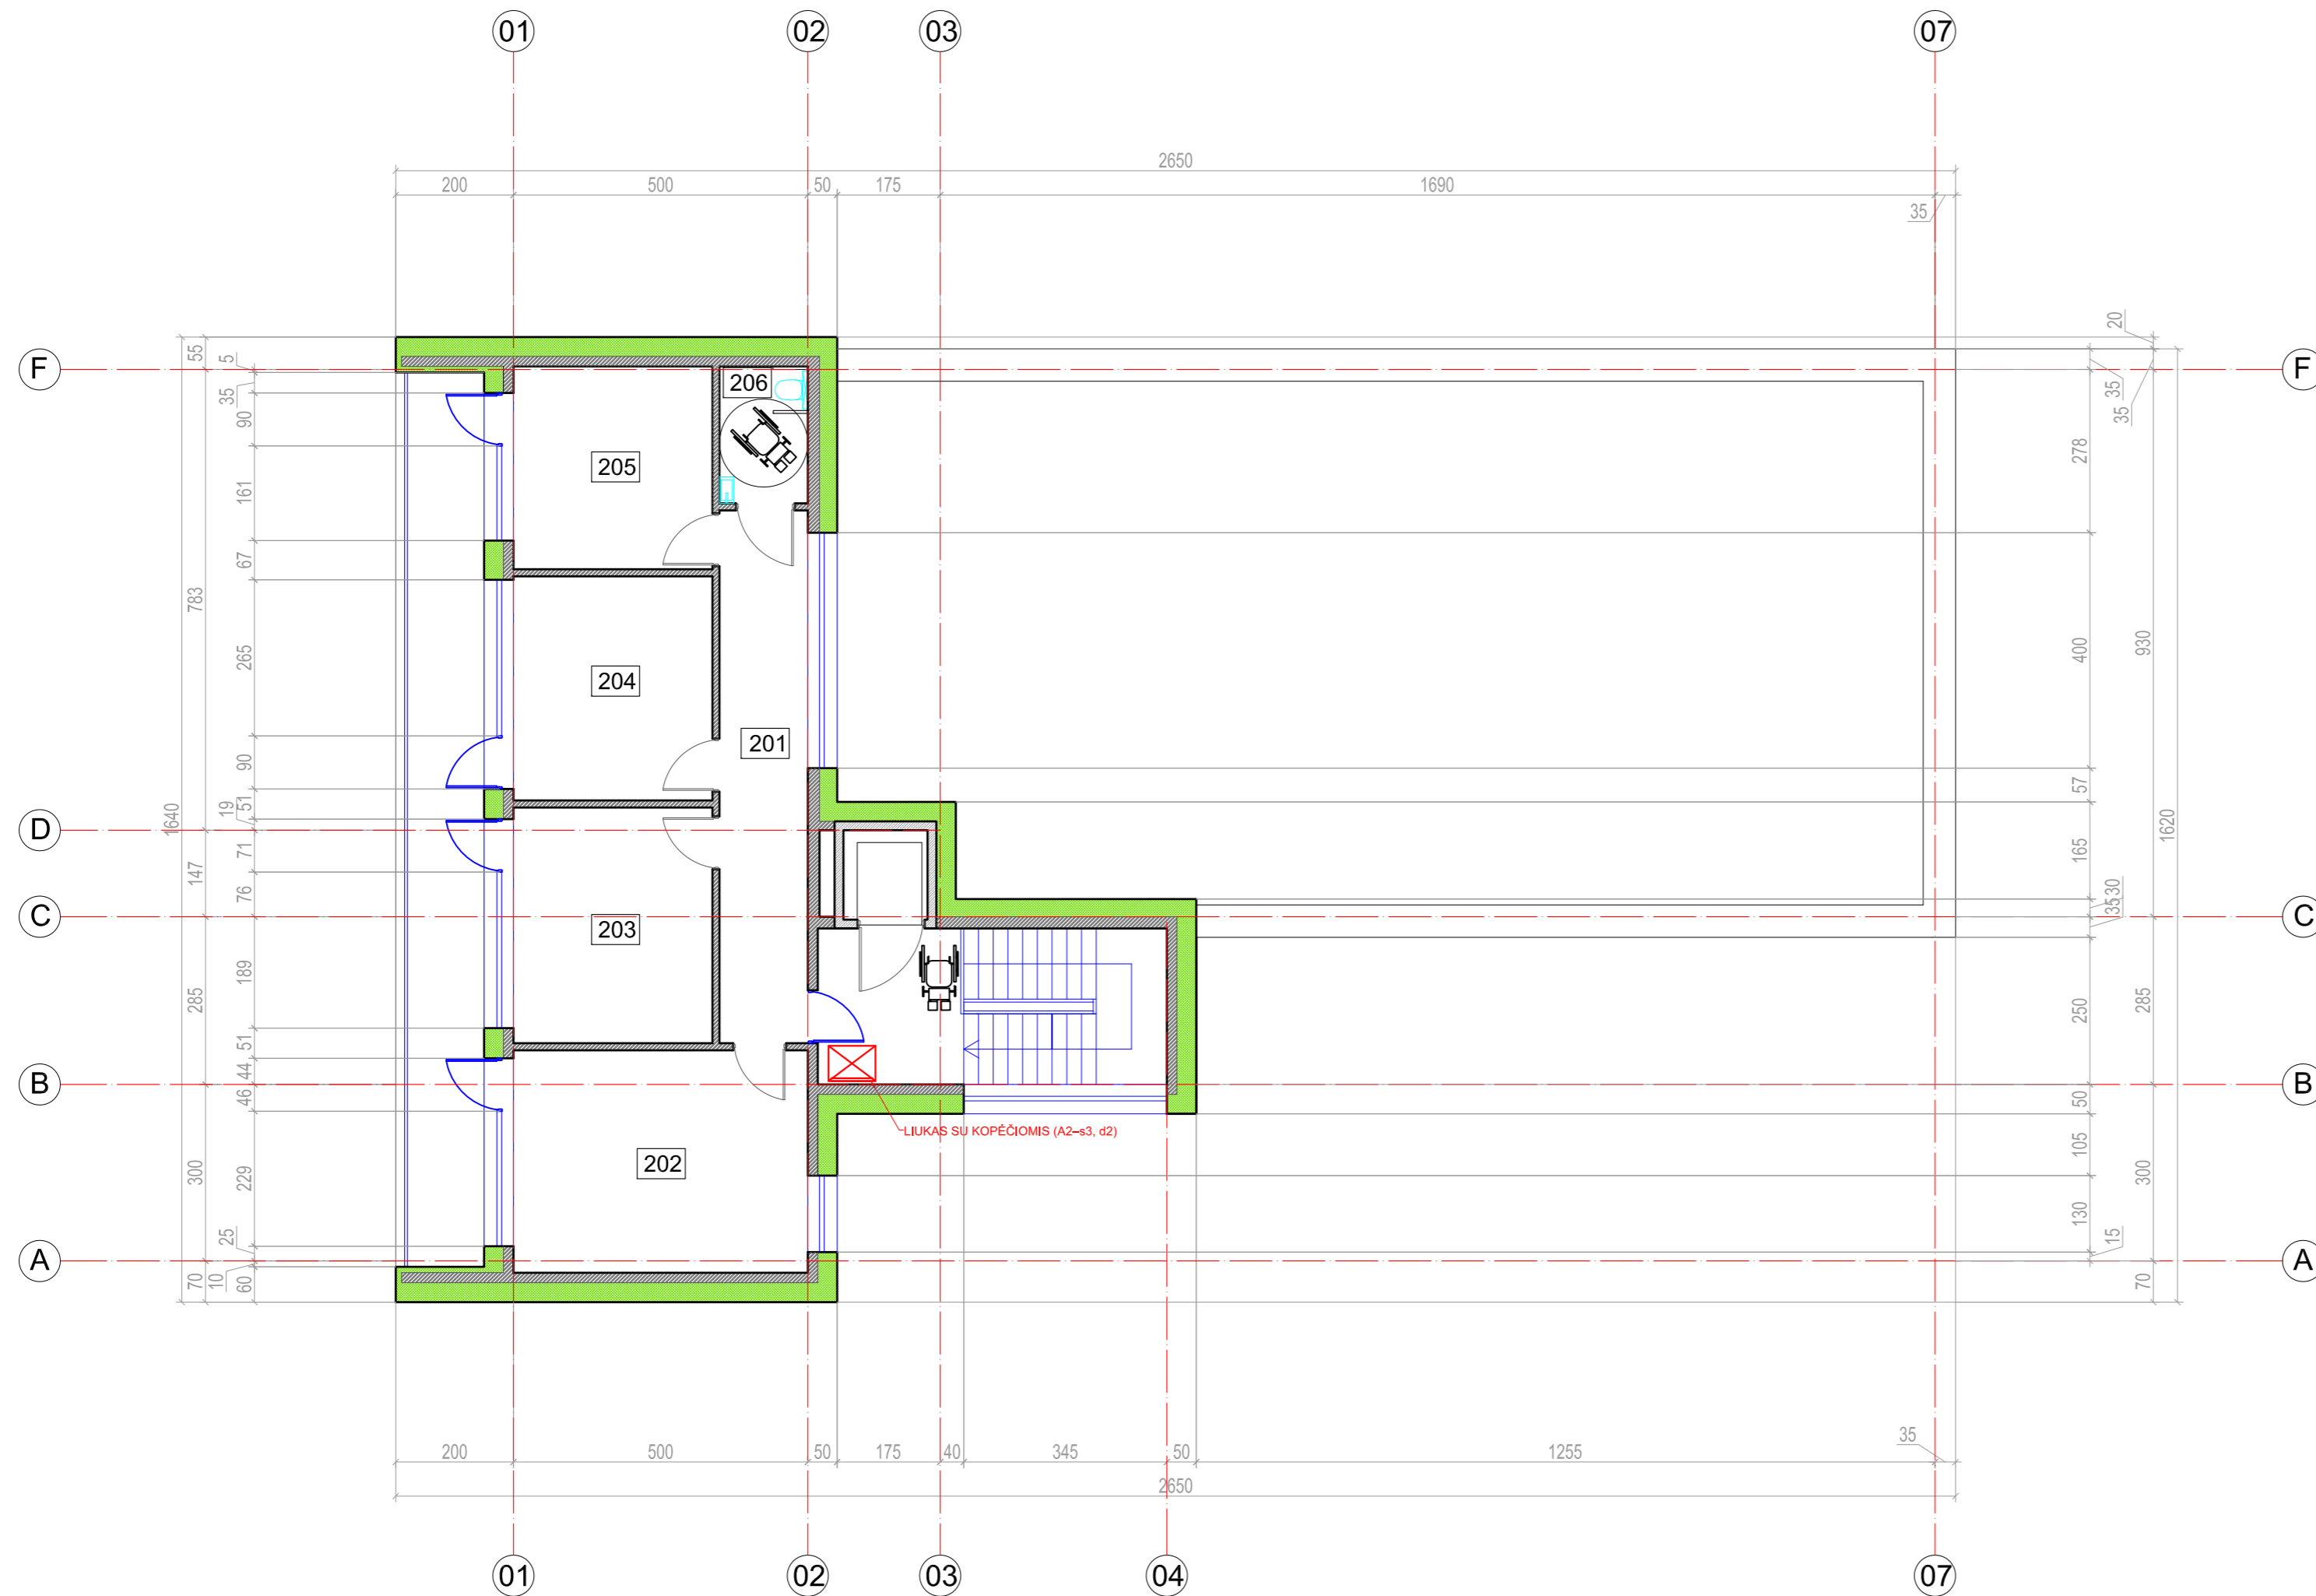 01 02 03 07
2650
200 500 50 175 1690
35
F 55 5 20 F
35 35 35
90
206
205
161 278
67
783
265 400 930
204
201
90
19 51 57
D 1640 1620
71 165
147
76
30
C 35 C
203
189
285 250 285
51
44
B B
46 50
LIUKAS SU KOPĖČIOMIS (A2–s3, d2)
105
202
300 229 300
130
25 15
A A
70 10 60 70
35
200 500 50 175 40 345 50 1255
2650
01 02 03 04 07